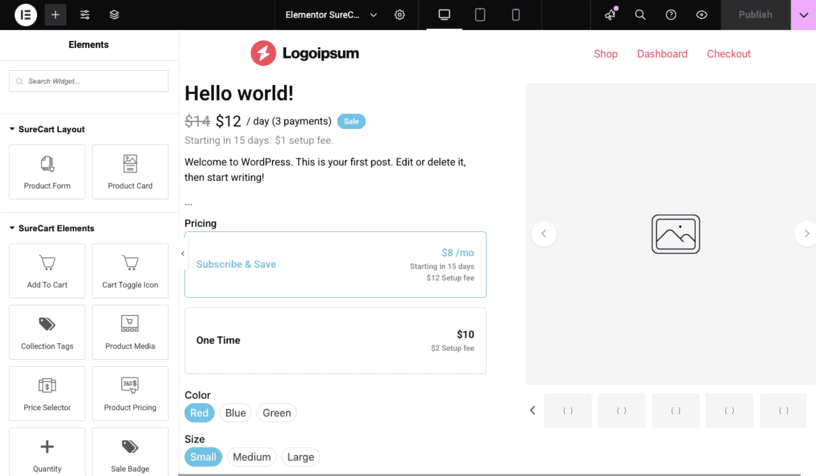 Elementor SureC...
Publish
Elements
Search Widget...
SureCart Layout
Product Form
Product Card
SureCart Elements
Add To Cart
Cart Toggle Icon
Collection Tags
Product Media
Price Selector
360 $
Product Pricing
Quantity
Sale Badge
Logoipsum
Shop
Dashboard
Checkout
Hello world!
$14 $12 / day (3 payments) Sale
Starting in 15 days. $1 setup fee.
Welcome to WordPress. This is your first post. Edit or delete it,
then start writing!
...
Pricing
Subscribe & Save
$8 /mo
Starting in 15 days
$12 Setup fee
One Time
$10
$2 Setup fee
Color
Red Blue Green
Size
Small Medium Large
( ) ( ) ( ) ( ) ( )